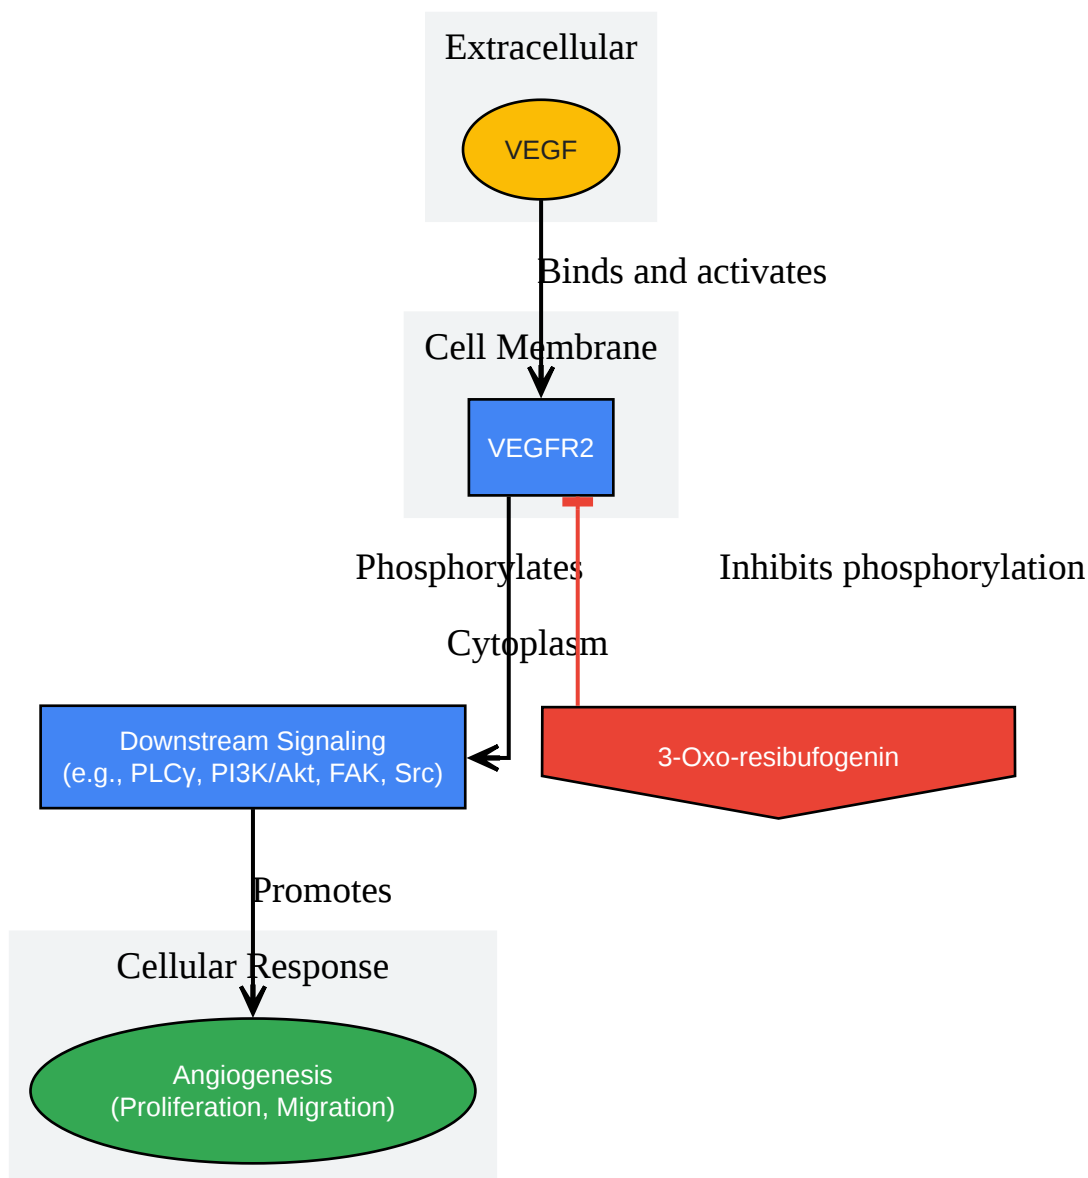 Extracellular
VEGF
Binds and activates
Cell Membrane
VEGFR2
Phosphorylates
Inhibits phosphorylation
Cytoplasm
Downstream Signaling
(e.g., PLCγ, PI3K/Akt, FAK, Src)
3-Oxo-resibufogenin
Promotes
Cellular Response
Angiogenesis
(Proliferation, Migration)